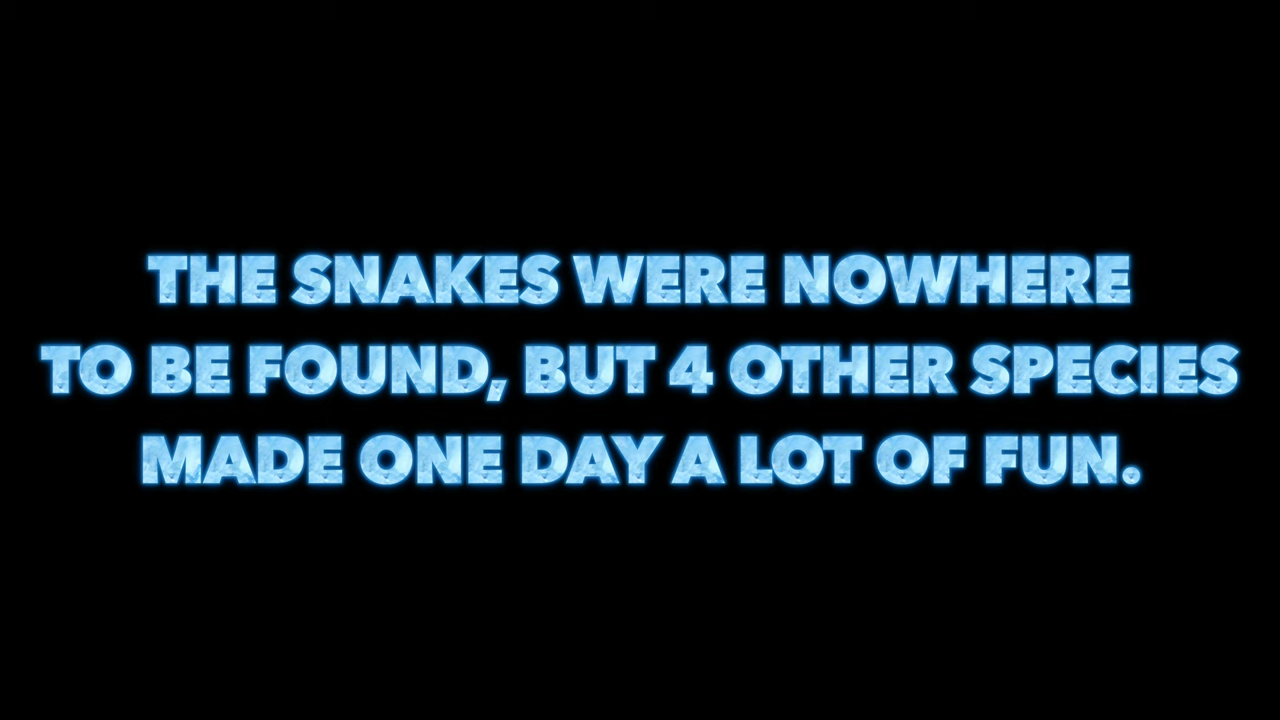 THE SNAKES WERE NOWHERE
TO BE FOUND, BUT 4 OTHER SPECIES
MADE ONE DAY A LOT OF FUN.